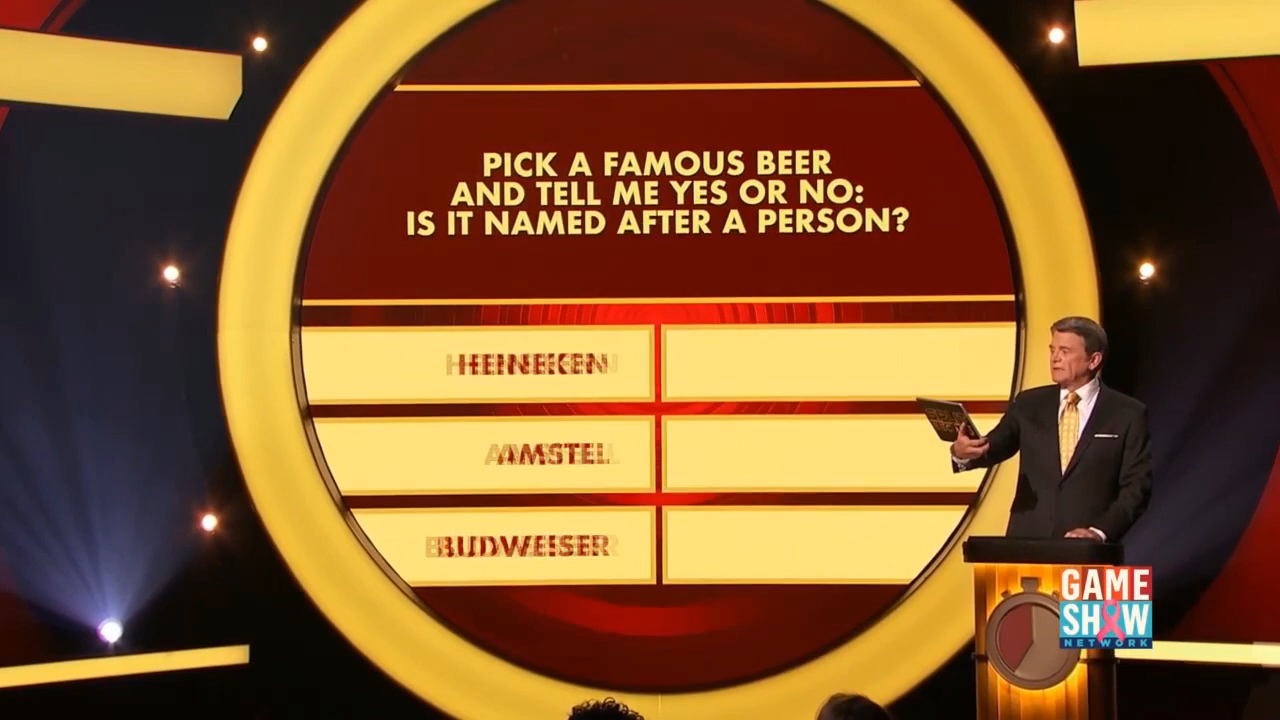 PICK A FAMOUS BEER
AND TELL ME YES OR NO:
IS IT NAMED AFTER A PERSON?
HEINEKEN
AMSTEL
BUDWEISER
GAME
SHOW
NETWORK